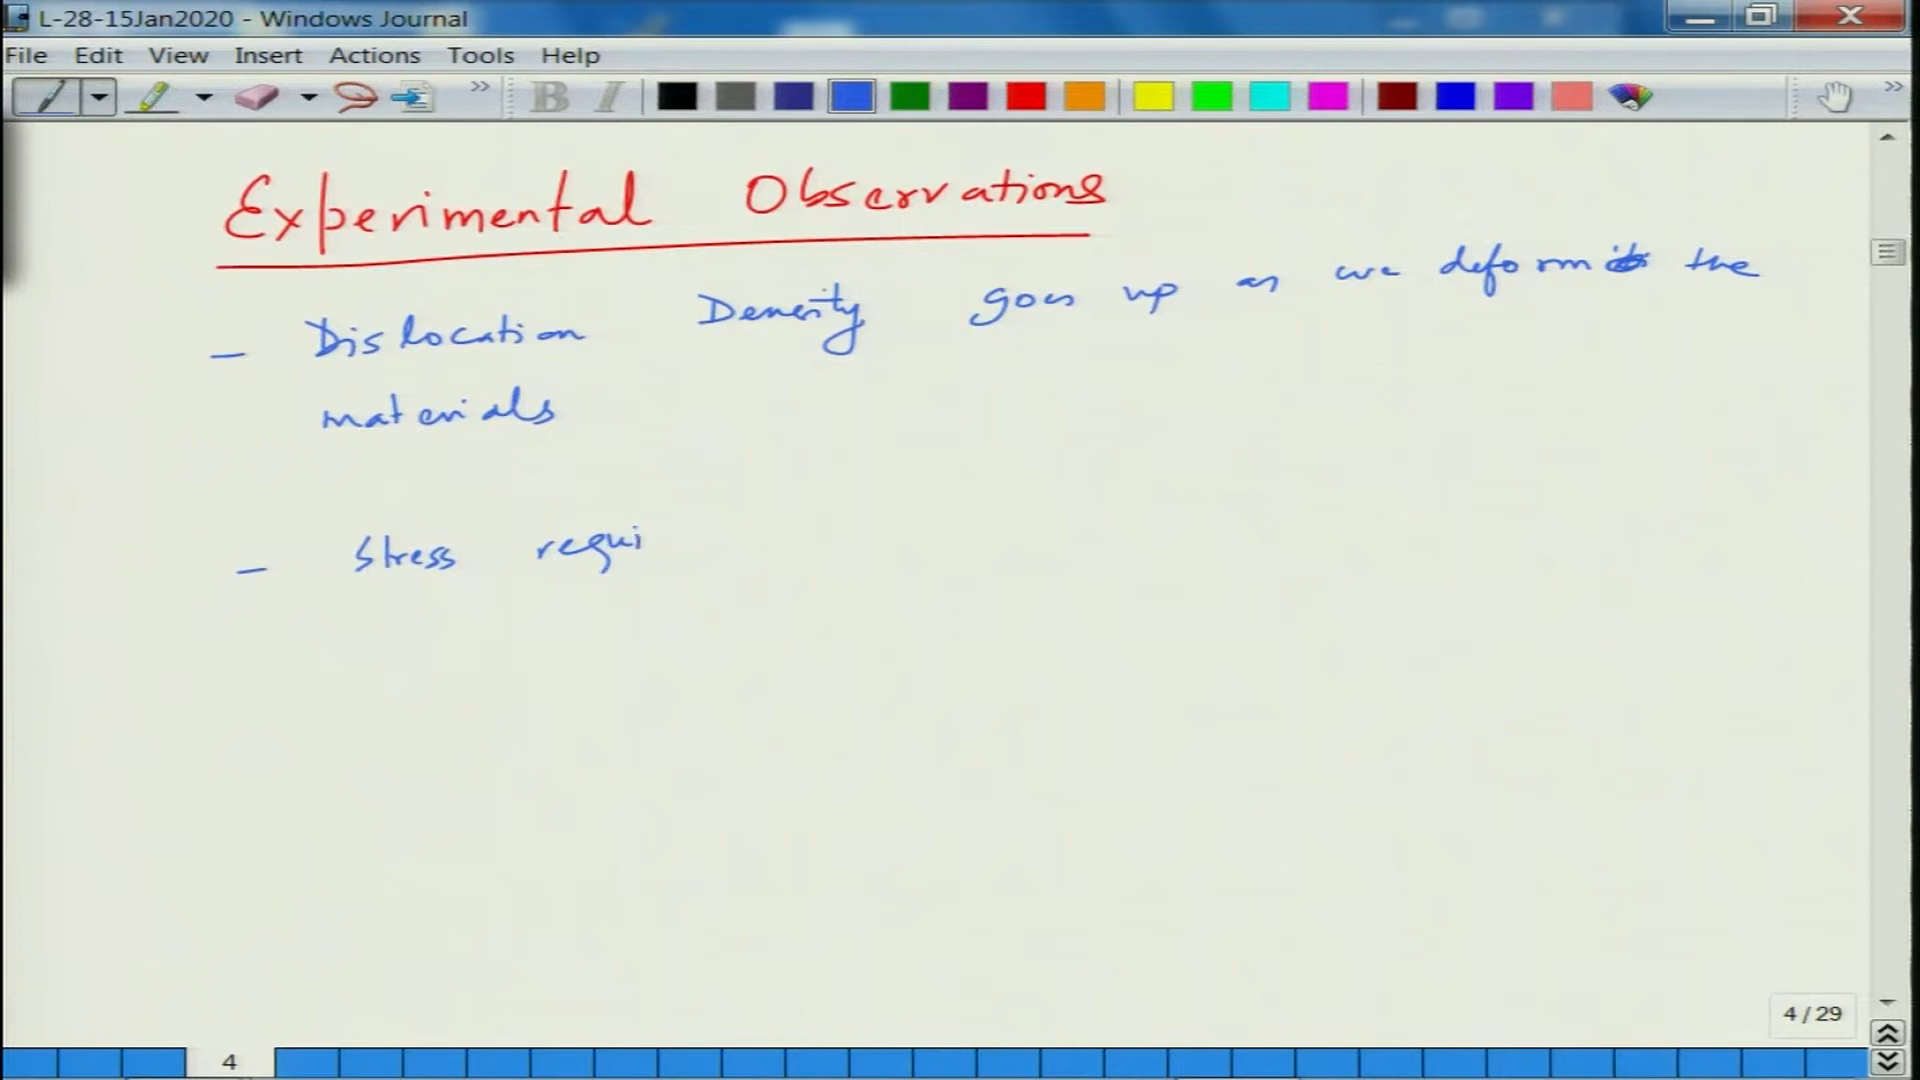 L-28-15Jan2020 - Windows Journal
File Edit View Insert Actions Tools Help
B I
Experimental Observations
- Dislocation Density goes up as we deform the
materials
- Stress requi
4 / 29
4